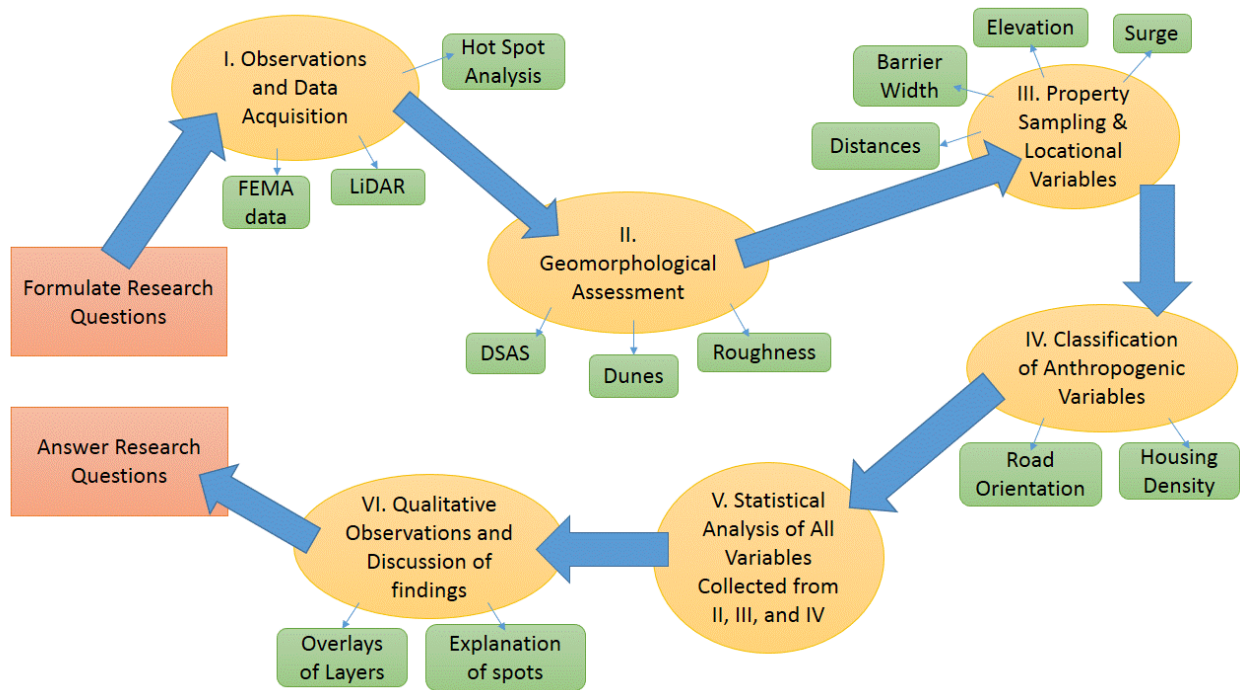 Formulate Research
Questions
I. Observations
and Data
Acquisition
Hot Spot
Analysis
FEMA
data
LiDAR
II.
Geomorphological
Assessment
DSAS
Dunes
Roughness
III. Property
Sampling &
Locational
Variables
Elevation
Surge
Barrier
Width
Distances
IV. Classification
of Anthropogenic
Variables
Road
Orientation
Housing
Density
V. Statistical
Analysis of All
Variables
Collected from
II, III, and IV
VI. Qualitative
Observations and
Discussion of
findings
Overlays
of Layers
Explanation
of spots
Answer Research
Questions